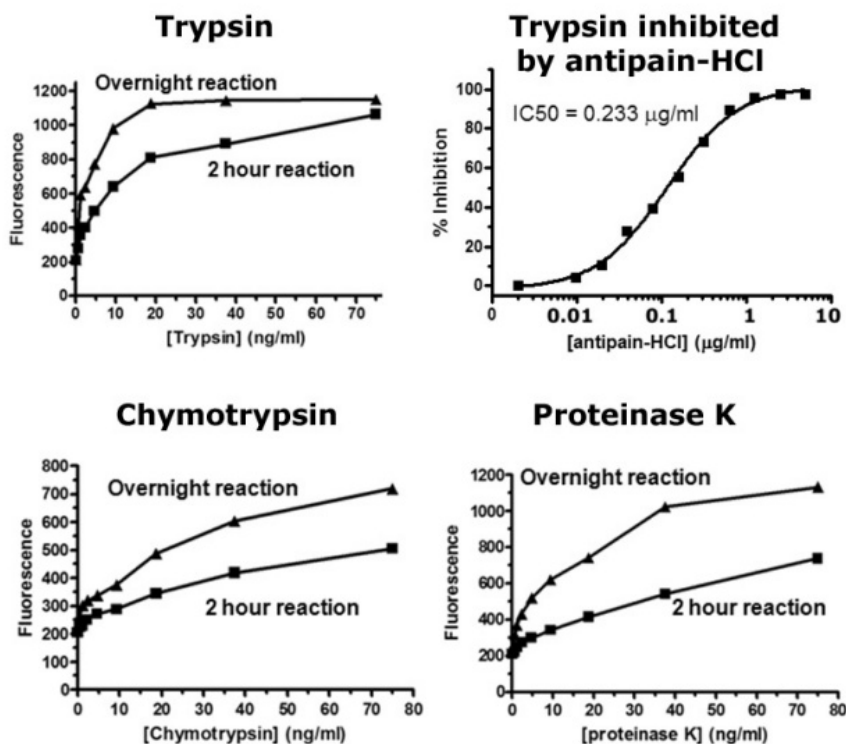 Trypsin
Overnight reaction
2 hour reaction
Fluorescence
1200
1000
800
600
400
200
0
0 10 20 30 40 50 60 70
[Trypsin] (ng/ml)
Trypsin inhibited
by antipain-HCl
IC50 = 0.233 µg/ml
% Inhibition
100
80
60
40
20
0
0 0.01 0.1 1 10
[antipain-HCl] (µg/ml)
Chymotrypsin
Overnight reaction
2 hour reaction
Fluorescence
800
700
600
500
400
300
200
100
0
0 10 20 30 40 50 60 70 80
[Chymotrypsin] (ng/ml)
Proteinase K
Overnight reaction
2 hour reaction
Fluorescence
1200
1000
800
600
400
200
0
0 10 20 30 40 50 60 70 80
[proteinase K] (ng/ml)